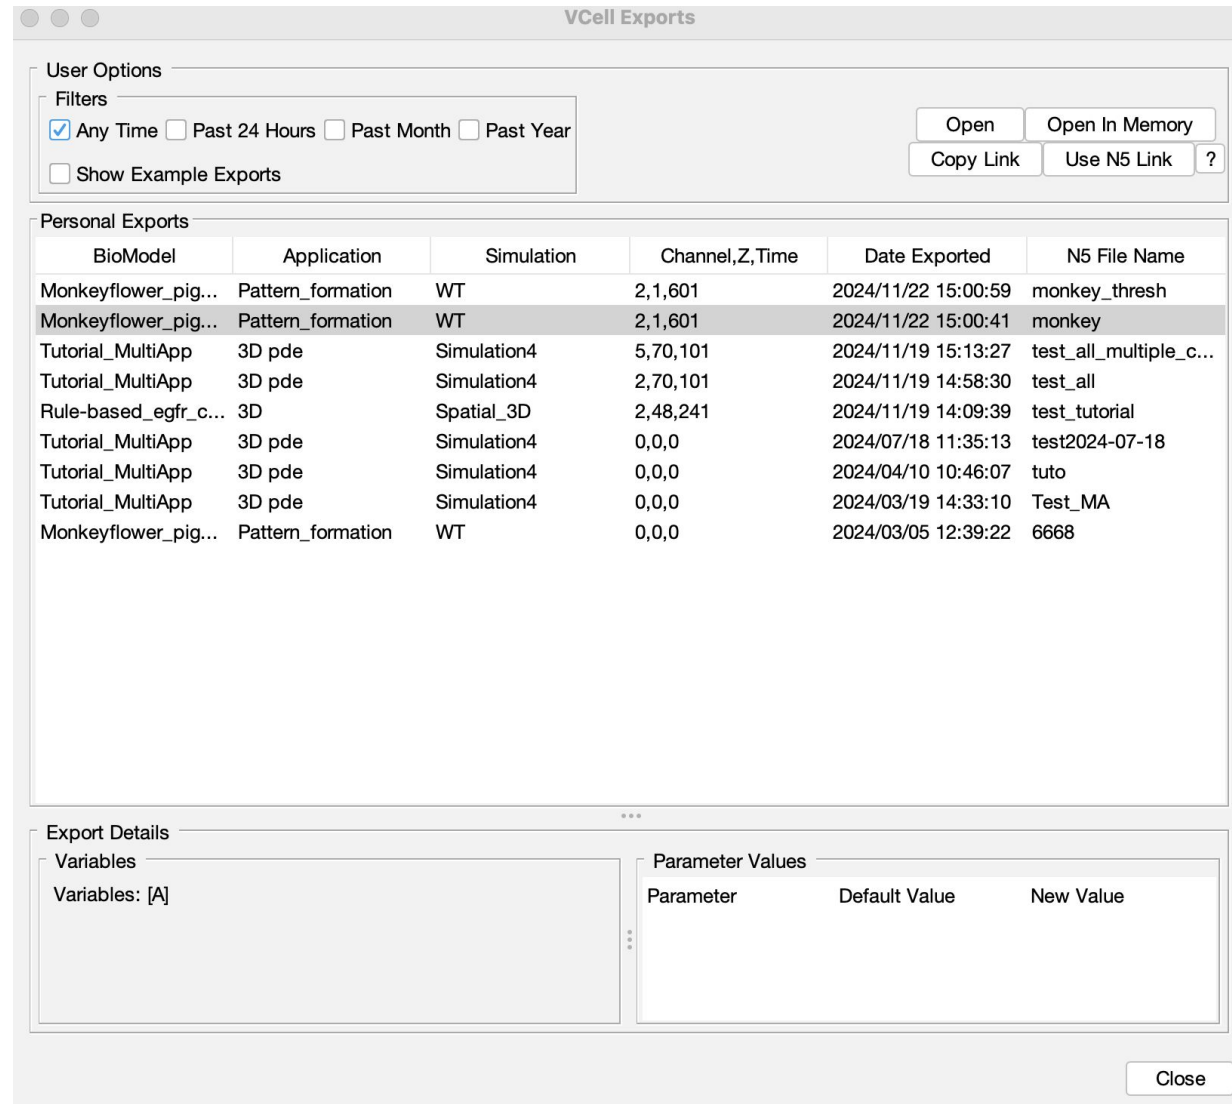 VCell Exports
User Options
Filters
Any Time Past 24 Hours Past Month Past Year
Show Example Exports
Open Open In Memory
Copy Link Use N5 Link ?
Personal Exports
BioModel Application Simulation Channel,Z,Time Date Exported N5 File Name
Monkeyflower_pig... Pattern_formation WT 2,1,601 2024/11/22 15:00:59 monkey_thresh
Monkeyflower_pig... Pattern_formation WT 2,1,601 2024/11/22 15:00:41 monkey
Tutorial_MultiApp 3D pde Simulation4 5,70,101 2024/11/19 15:13:27 test_all_multiple_c...
Tutorial_MultiApp 3D pde Simulation4 2,70,101 2024/11/19 14:58:30 test_all
Rule-based_egfr_c... 3D Spatial_3D 2,48,241 2024/11/19 14:09:39 test_tutorial
Tutorial_MultiApp 3D pde Simulation4 0,0,0 2024/07/18 11:35:13 test2024-07-18
Tutorial_MultiApp 3D pde Simulation4 0,0,0 2024/04/10 10:46:07 tuto
Tutorial_MultiApp 3D pde Simulation4 0,0,0 2024/03/19 14:33:10 Test_MA
Monkeyflower_pig... Pattern_formation WT 0,0,0 2024/03/05 12:39:22 6668
Export Details
Variables
Variables: [A]
Parameter Values
Parameter Default Value New Value
Close